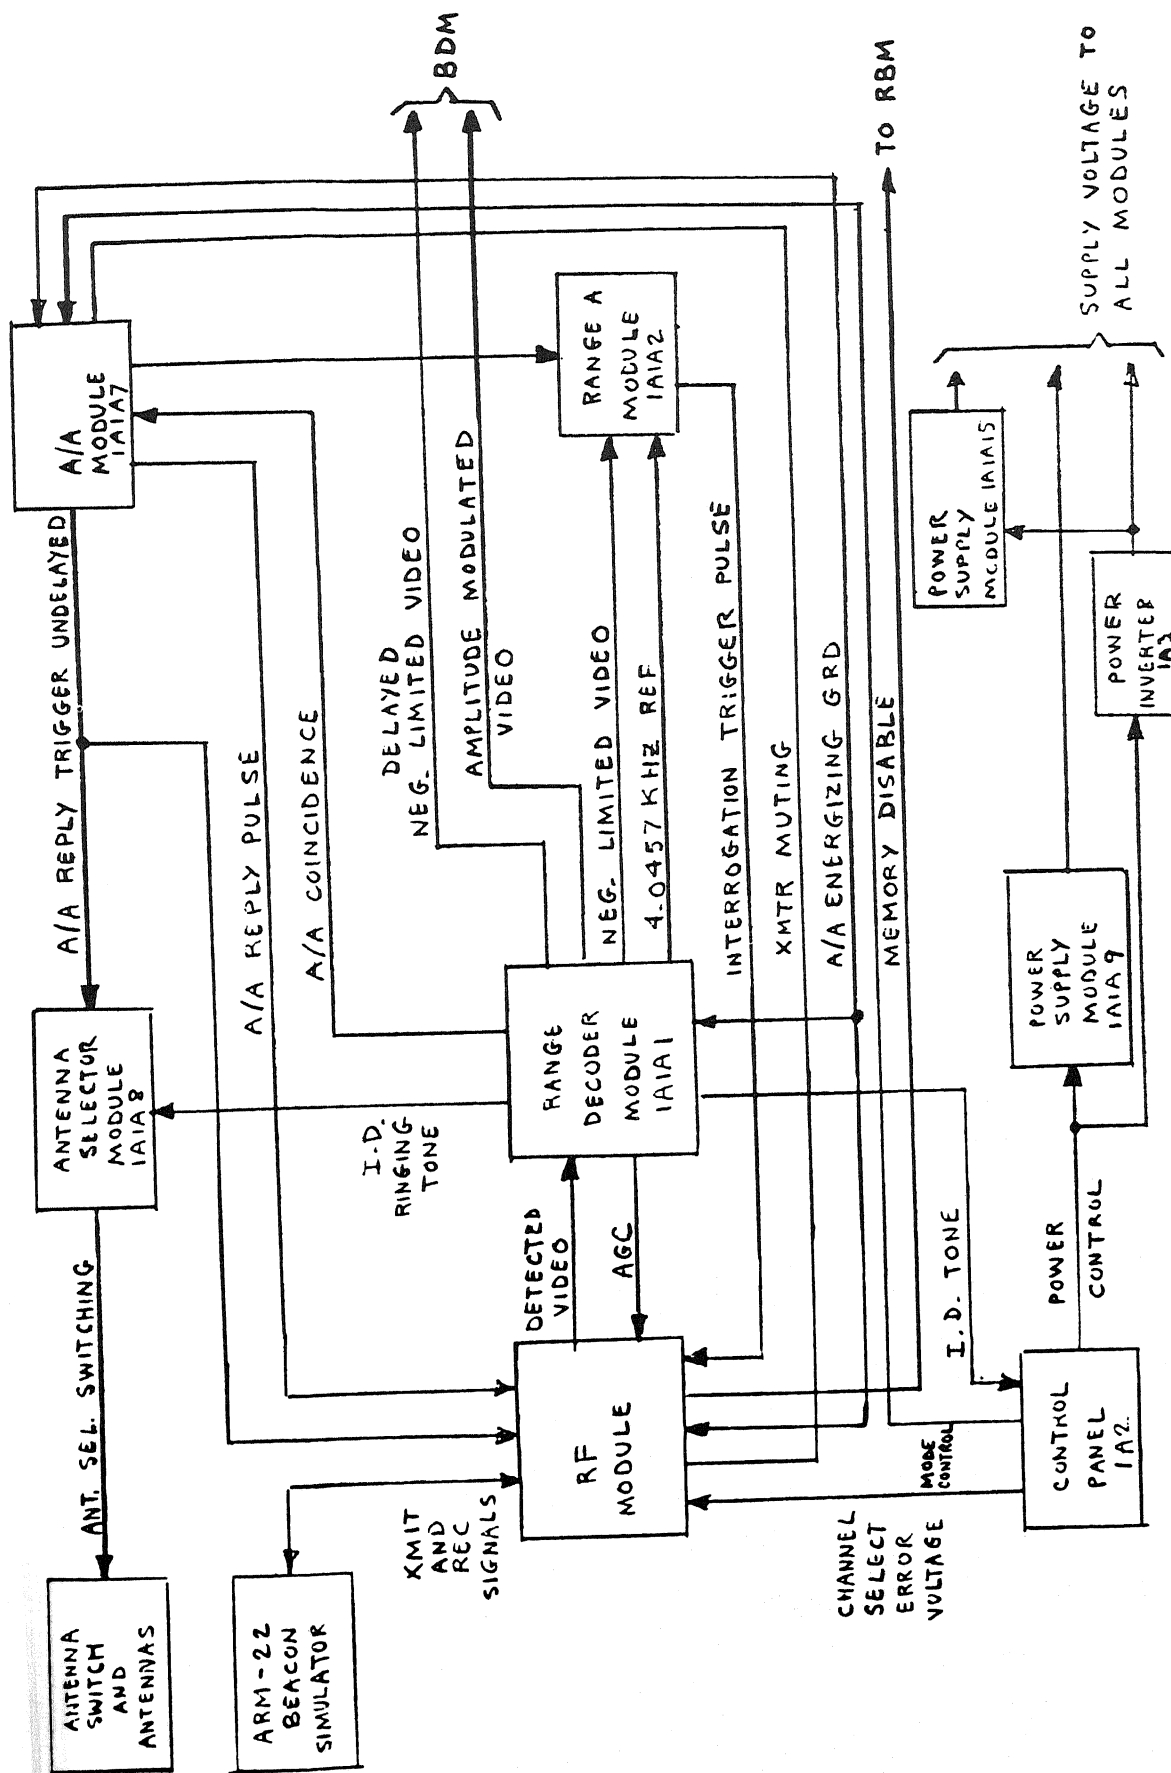 ANTENNA
SWITCH
AND
ANTENNAS
ANT. SEL. SWITCHING
ANTENNA
SELECTOR
MODULE
1A1A8
A/A REPLY TRIGGER UNDELAYED
A/A
MODULE
1A1A7
A/A REPLY PULSE
A/A COINCIDENCE
I.D.
RINGING
TONE
ARM-22
BEACON
SIMULATOR
XMIT
AND
REC
SIGNALS
RF
MODULE
DETECTED
VIDEO
AGC
RANGE
DECODER
MODULE
1A1A1
DELAYED
NEG. LIMITED VIDEO
AMPLITUDE MODULATED
VIDEO
BDM
NEG. LIMITED VIDEO
4.0457 KHZ REF
RANGE A
MODULE
1A1A2
INTERROGATION TRIGGER PULSE
XMTR MUTING
A/A ENERGIZING GRD
MEMORY DISABLE
TO RBM
CHANNEL
SELECT
ERROR
VOLTAGE
MODE
CONTROL
I.D. TONE
CONTROL
PANEL
1A2
POWER
CONTROL
POWER
SUPPLY
MODULE
1A1A9
POWER
SUPPLY
MODULE 1A1A15
POWER
INVERTER
1A3
SUPPLY VOLTAGE TO
ALL MODULES